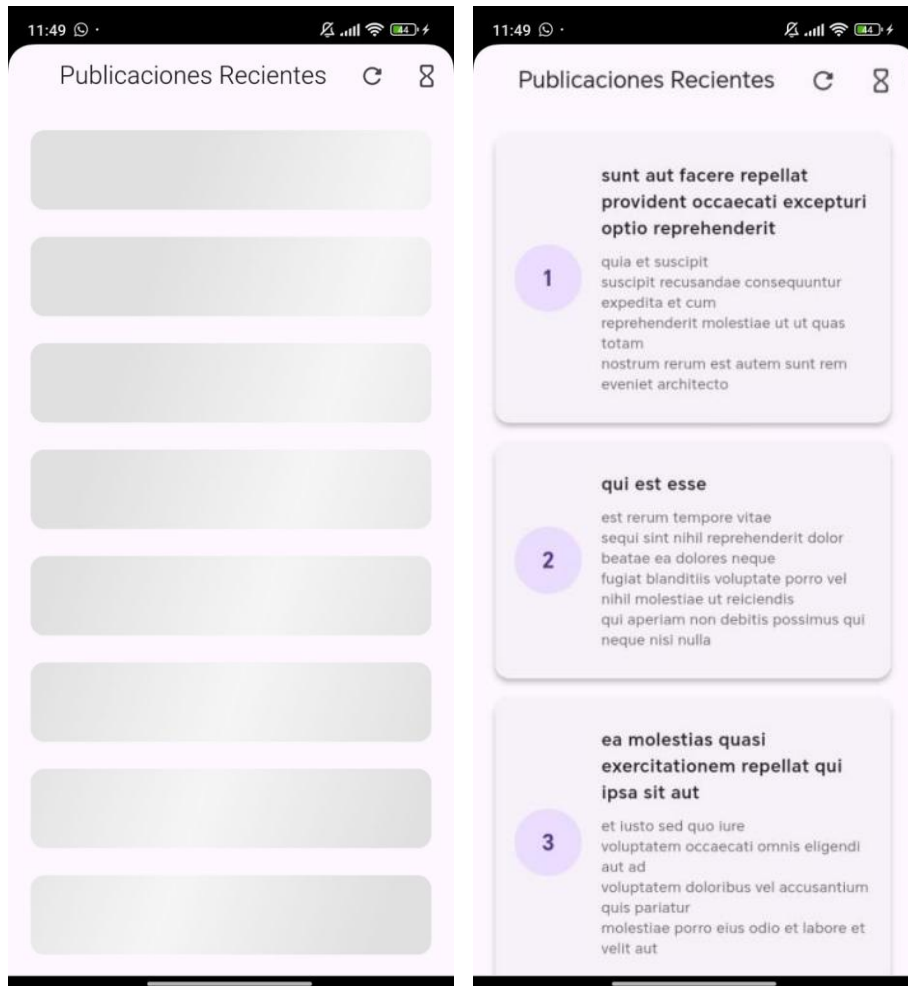 11:49
44
Publicaciones Recientes
11:49
44
Publicaciones Recientes
1
sunt aut facere repellat
provident occaecati excepturi
optio reprehenderit
quia et suscipit
suscipit recusandae consequuntur
expedita et cum
reprehenderit molestiae ut ut quas
totam
nostrum rerum est autem sunt rem
eveniet architecto
2
qui est esse
est rerum tempore vitae
sequi sint nihil reprehenderit dolor
beatae ea dolores neque
fugiat blanditiis voluptate porro vel
nihil molestiae ut reiciendis
qui aperiam non debitis possimus qui
neque nisi nulla
3
ea molestias quasi
exercitationem repellat qui
ipsa sit aut
et iusto sed quo iure
voluptatem occaecati omnis eligendi
aut ad
voluptatem doloribus vel accusantium
quis pariatur
molestiae porro eius odio et labore et
velit aut